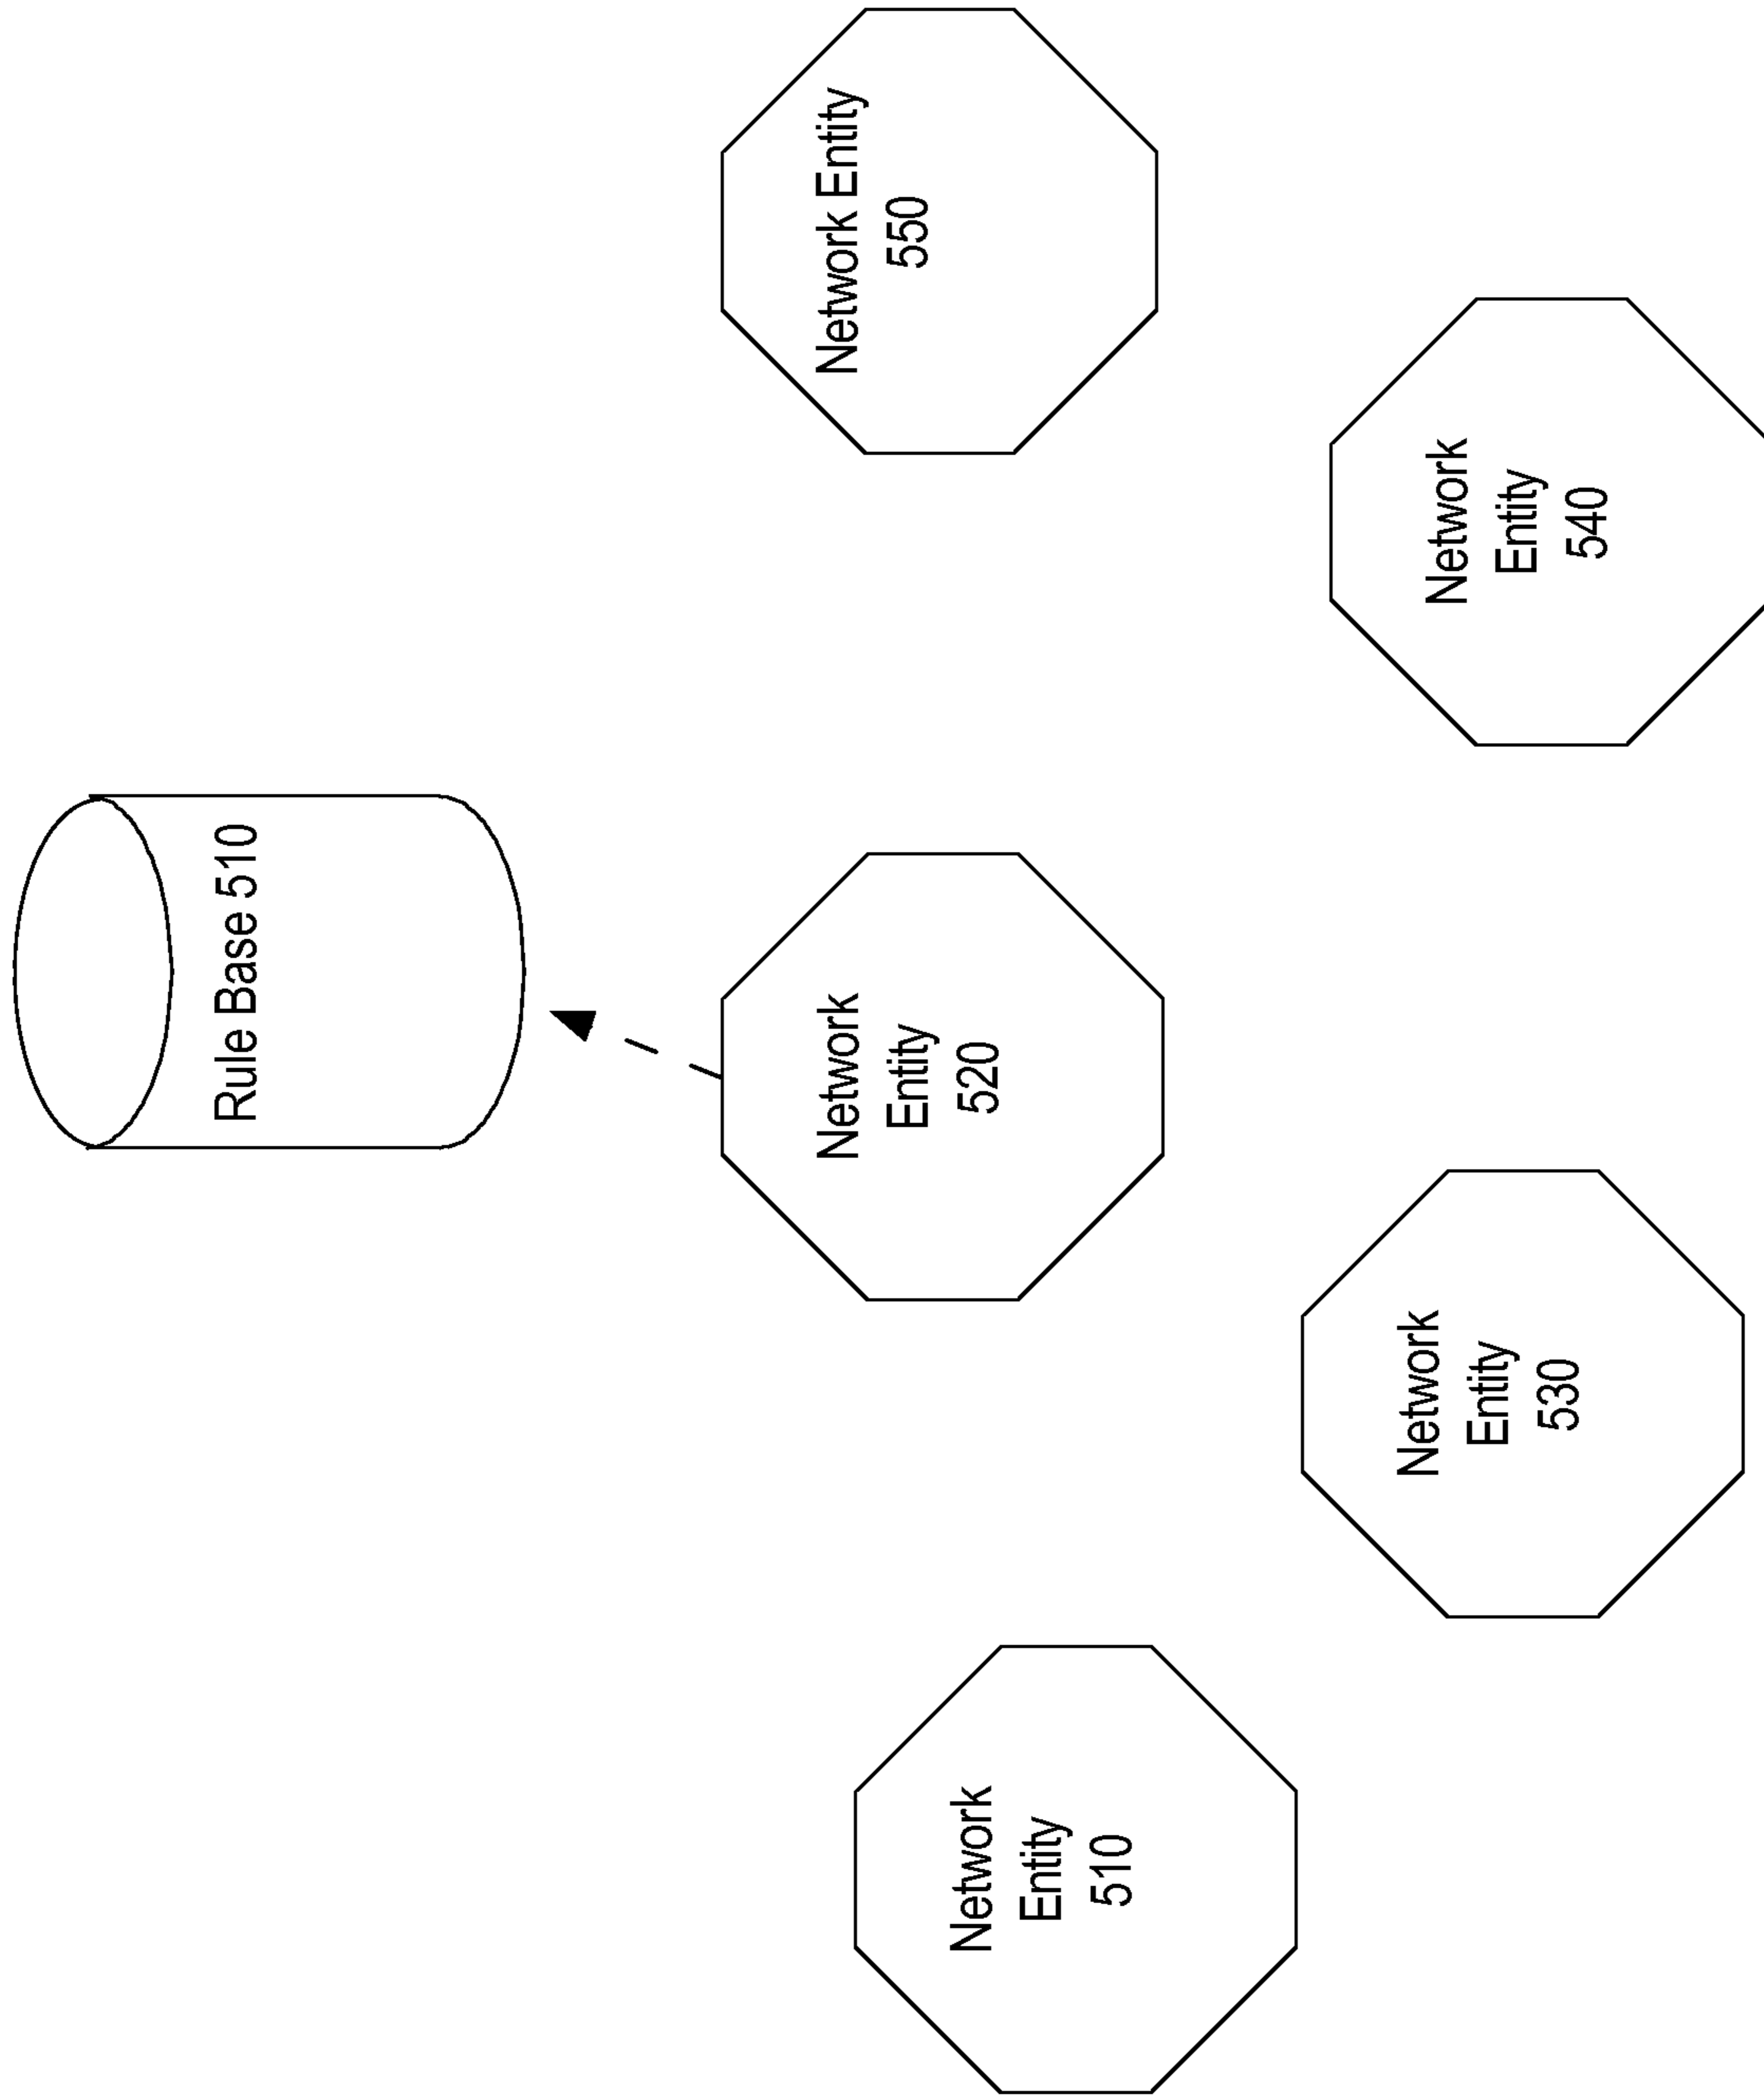 Rule Base 510
Network
Entity
510
Network
Entity
520
Network
Entity
530
Network
Entity
540
Network Entity
550